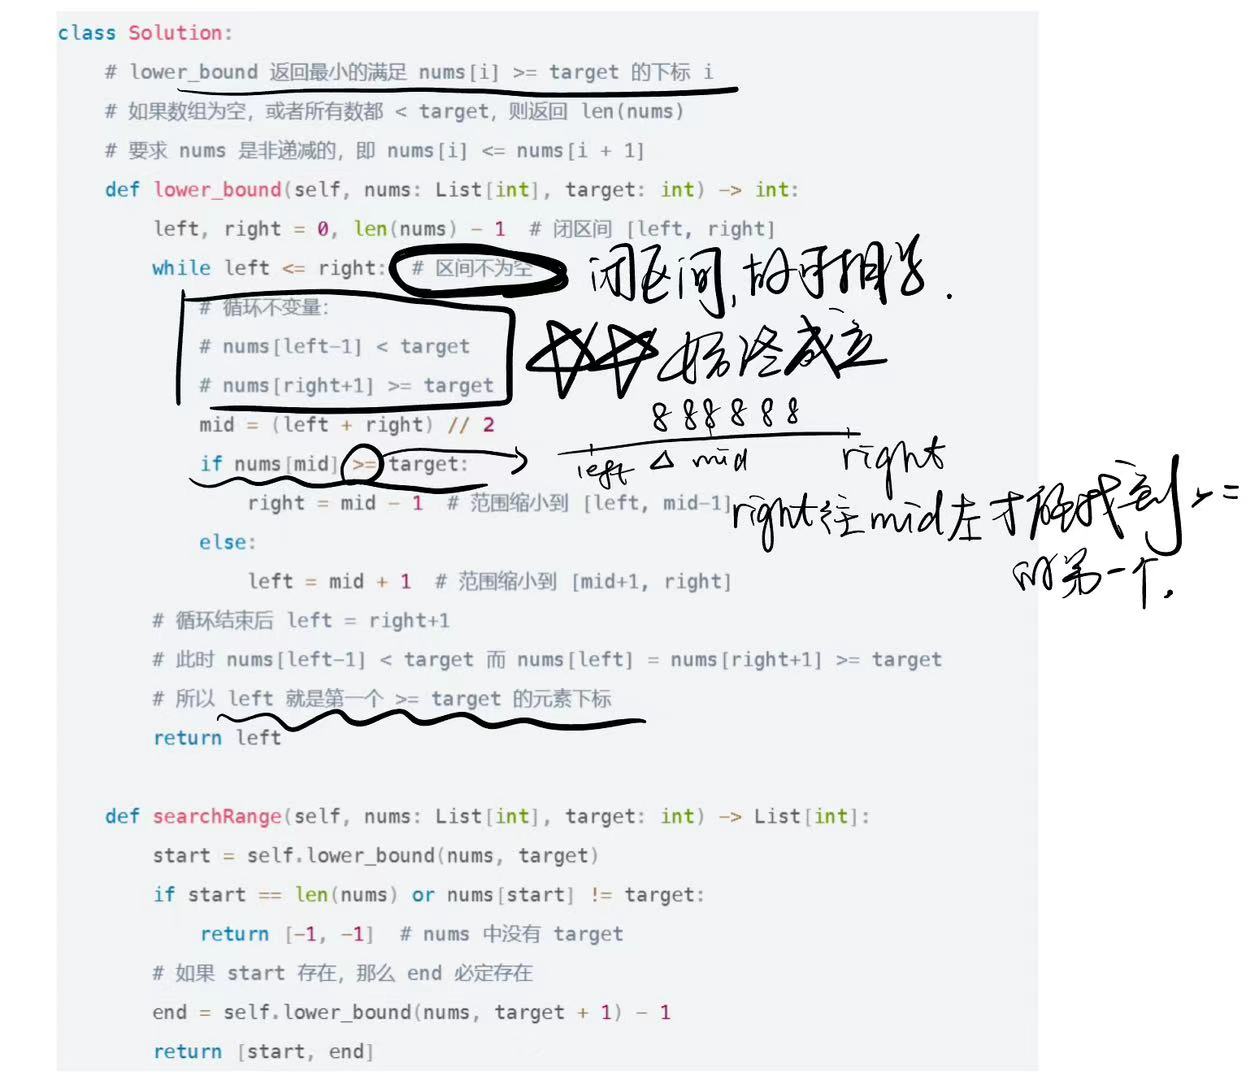 class Solution:
# lower_bound 返回最小的满足 nums[i] >= target 的下标 i
# 如果数组为空，或者所有数都 < target，则返回 len(nums)
# 要求 nums 是非递减的，即 nums[i] <= nums[i + 1]
def lower_bound(self, nums: List[int], target: int) -> int:
left, right = 0, len(nums) - 1 # 闭区间 [left, right]
while left <= right: # 区间不为空
闭区间,故可相等.
# 循环不变量:
# nums[left-1] < target
始终成立
# nums[right+1] >= target
888888
mid = (left + right) // 2
if nums[mid] >= target:
left △ mid right
right = mid - 1 # 范围缩小到 [left, mid-1]
right往mid左才能找到>=
的第一个.
else:
left = mid + 1 # 范围缩小到 [mid+1, right]
# 循环结束后 left = right+1
# 此时 nums[left-1] < target 而 nums[left] = nums[right+1] >= target
# 所以 left 就是第一个 >= target 的元素下标
return left
def searchRange(self, nums: List[int], target: int) -> List[int]:
start = self.lower_bound(nums, target)
if start == len(nums) or nums[start] != target:
return [-1, -1] # nums 中没有 target
# 如果 start 存在，那么 end 必定存在
end = self.lower_bound(nums, target + 1) - 1
return [start, end]